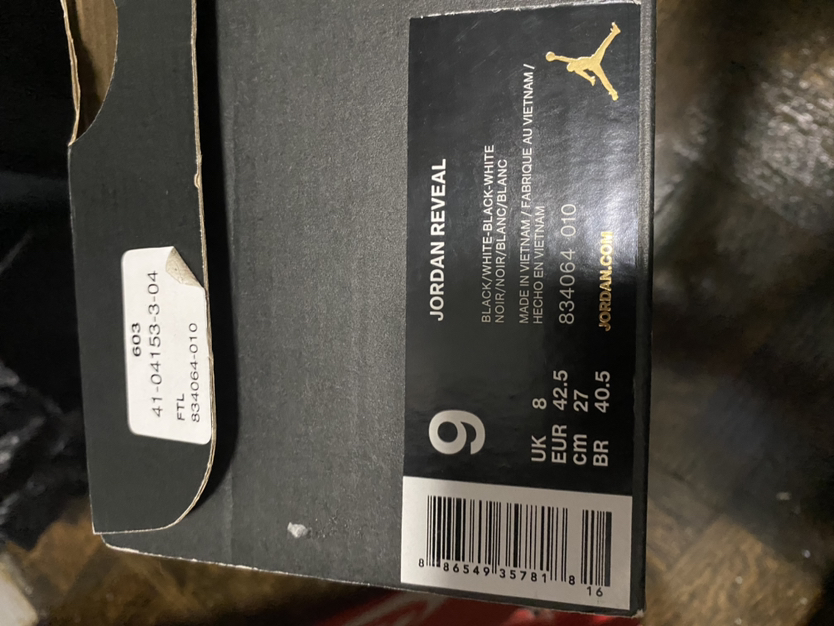 603
41-04153-3-04
FTL
834064-010
JORDAN REVEAL
BLACK/WHITE-BLACK-WHITE
NOIR/NOIR/BLANC/BLANC
MADE IN VIETNAM / FABRIQUE AU VIETNAM /
HECHO EN VIETNAM
834064 010
JORDAN.COM
9
UK 8
EUR 42.5
cm 27
BR 40.5
8 86549 35781 8
16